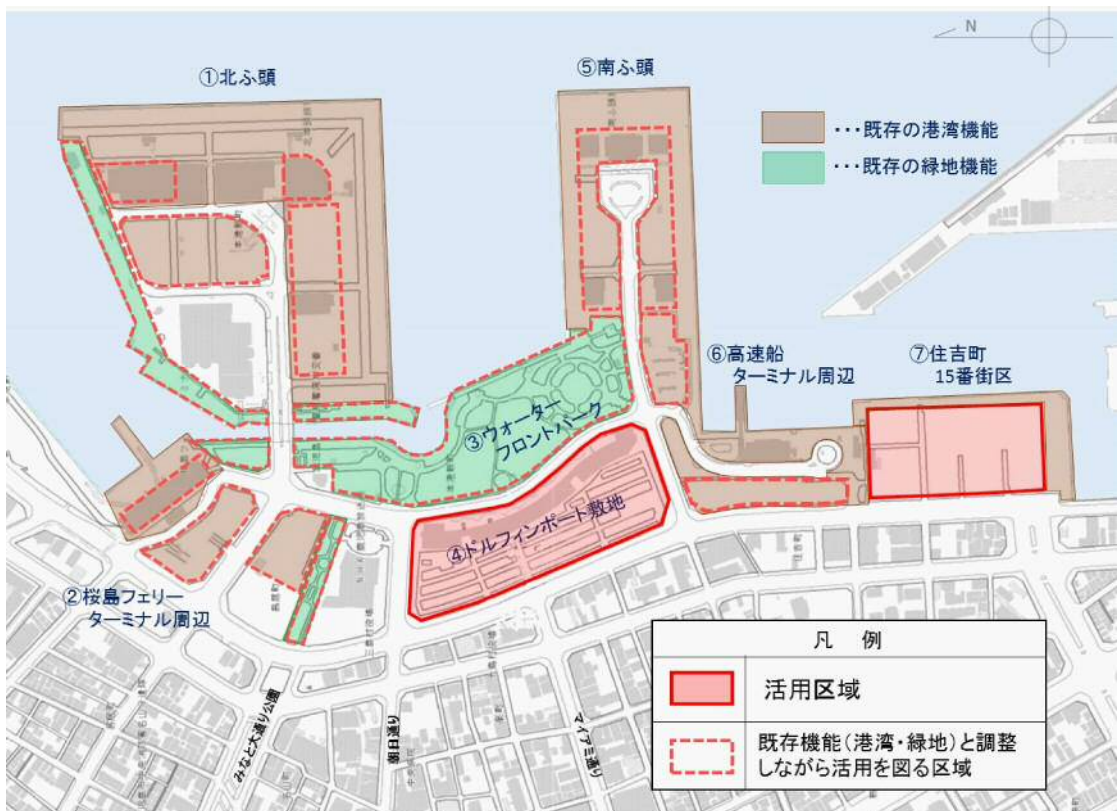 N
①北ふ頭
⑤南ふ頭
・・・既存の港湾機能
・・・既存の緑地機能
⑥高速船
ターミナル周辺
⑦住吉町
15番街区
③ウォーター
フロントパーク
④ドルフィンポート敷地
②桜島フェリー
ターミナル周辺
住吉町
みなと大通り公園
朝日通り
マイアミ通り
凡 例
活用区域
既存機能(港湾・緑地)と調整
しながら活用を図る区域